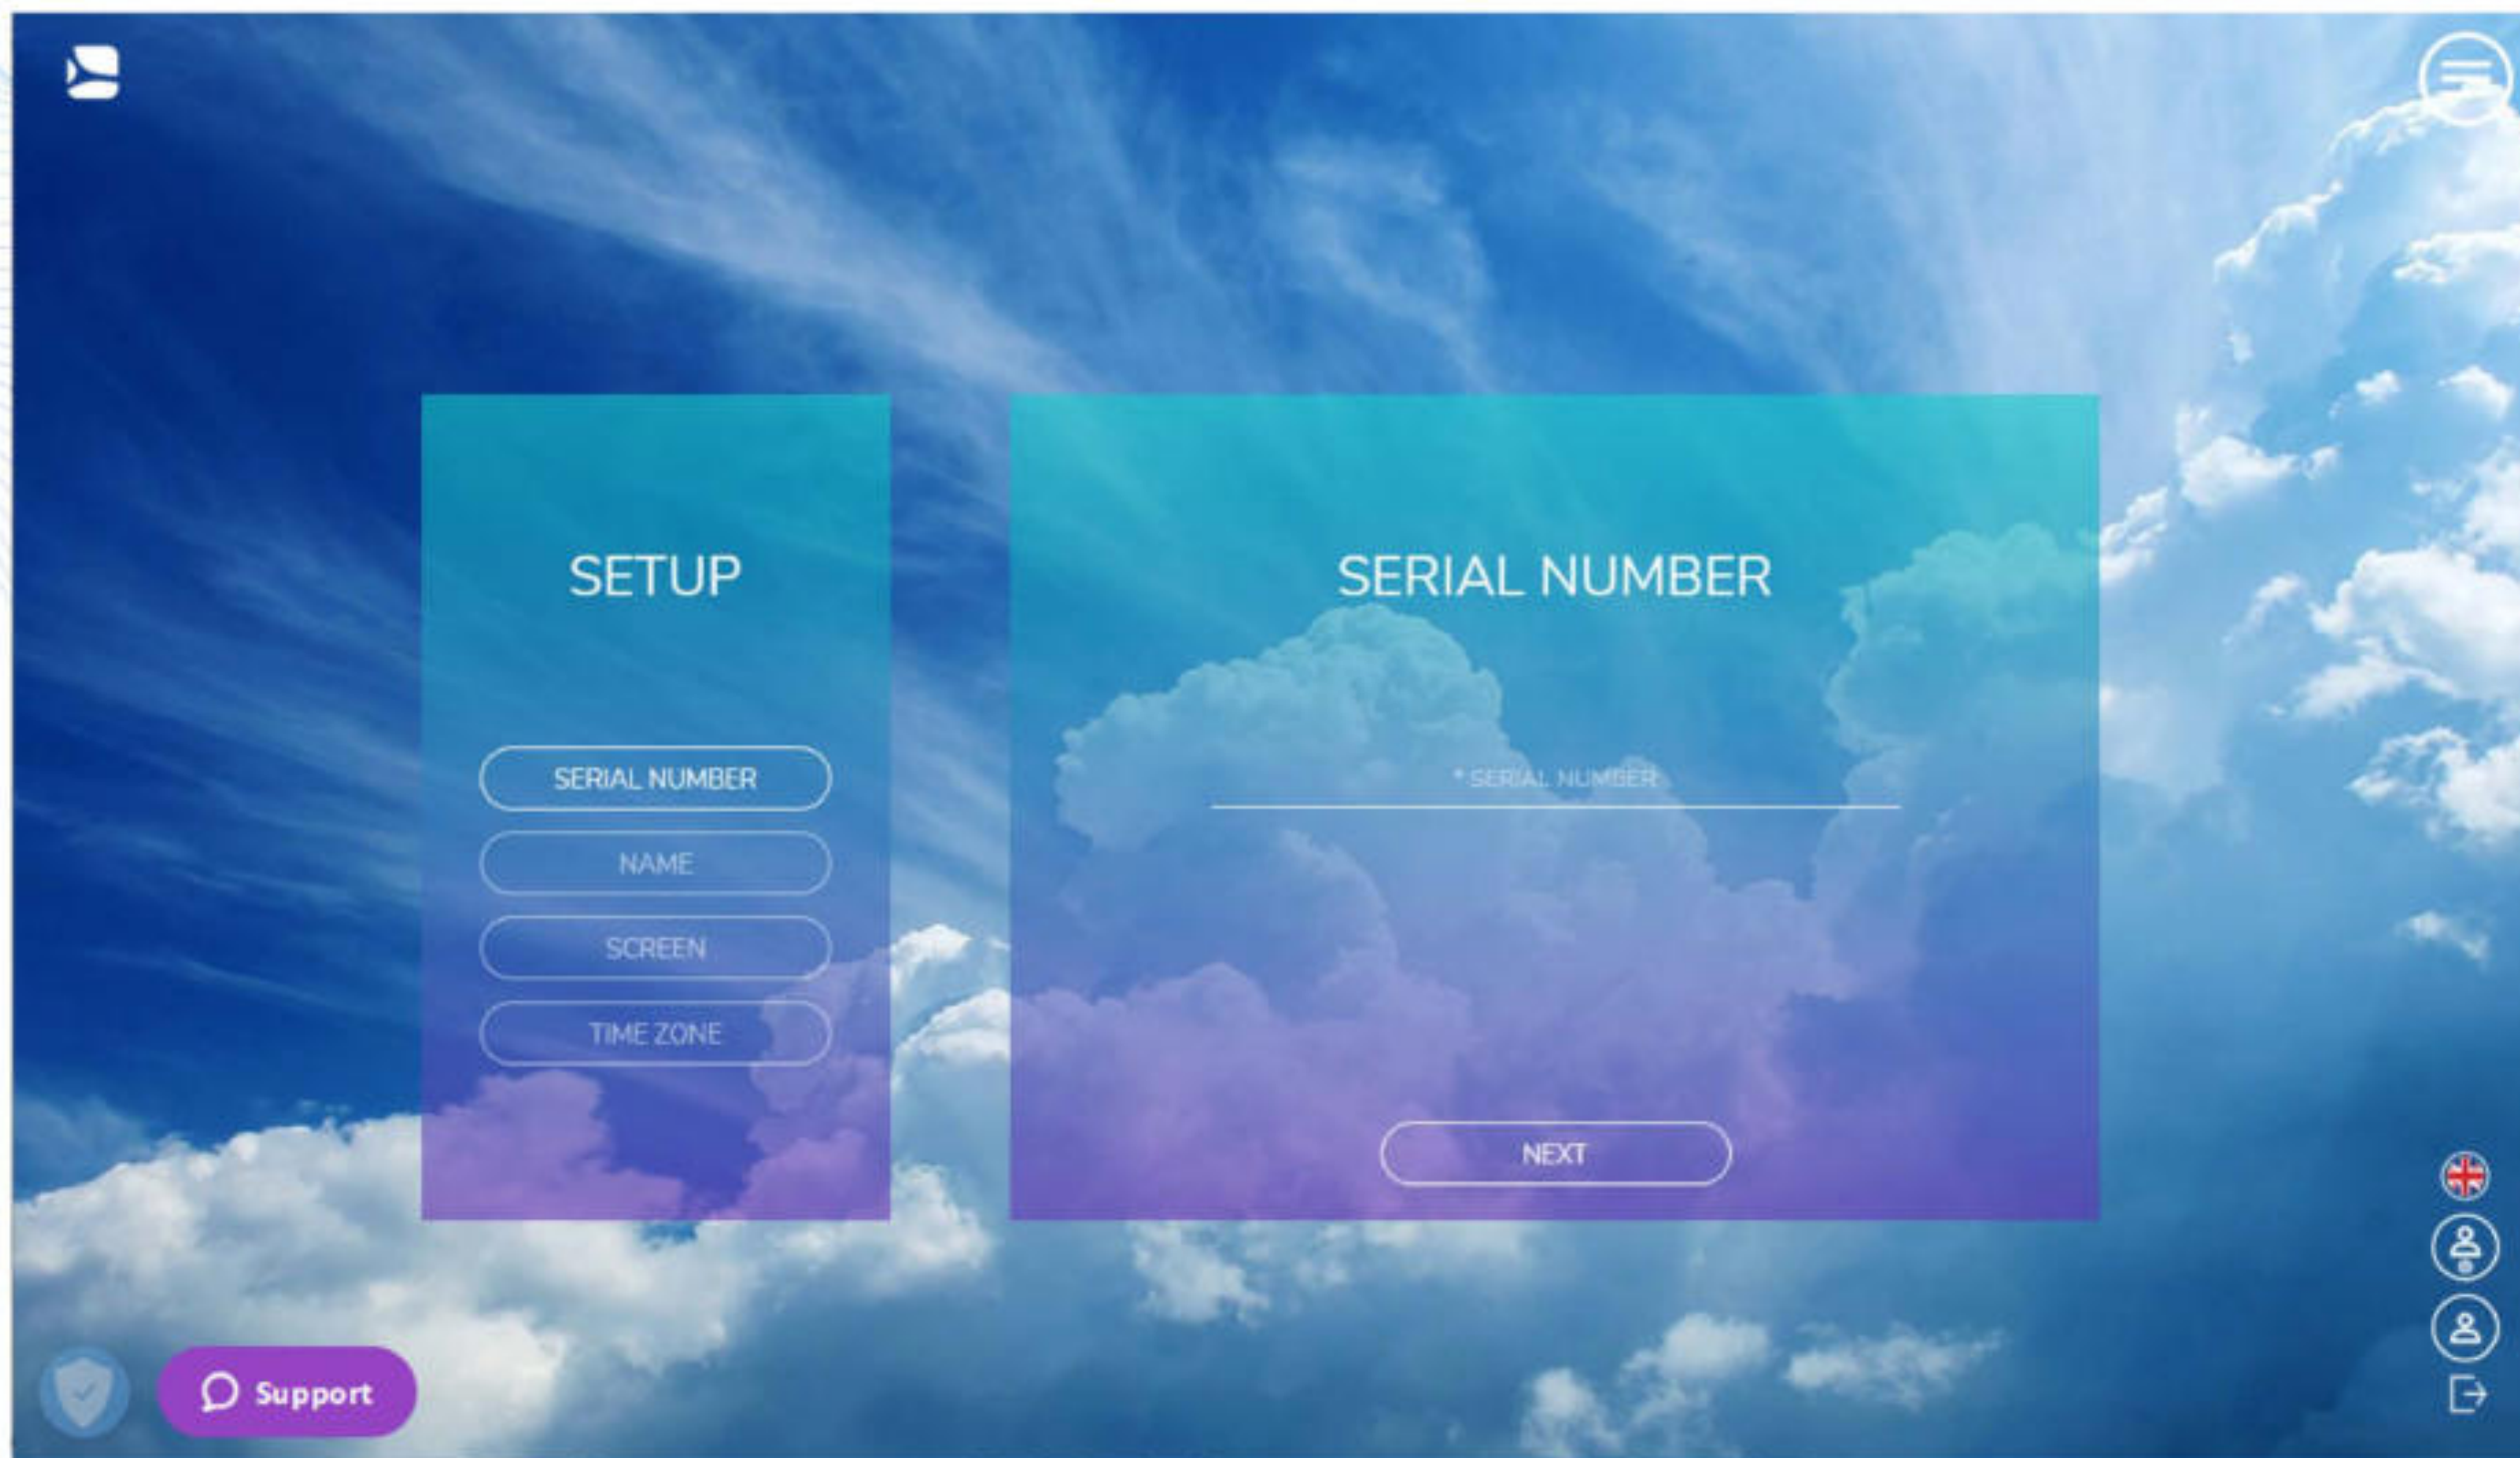 SETUP
SERIAL NUMBER
NAME
SCREEN
TIME ZONE
SERIAL NUMBER
* SERIAL NUMBER
NEXT
Support